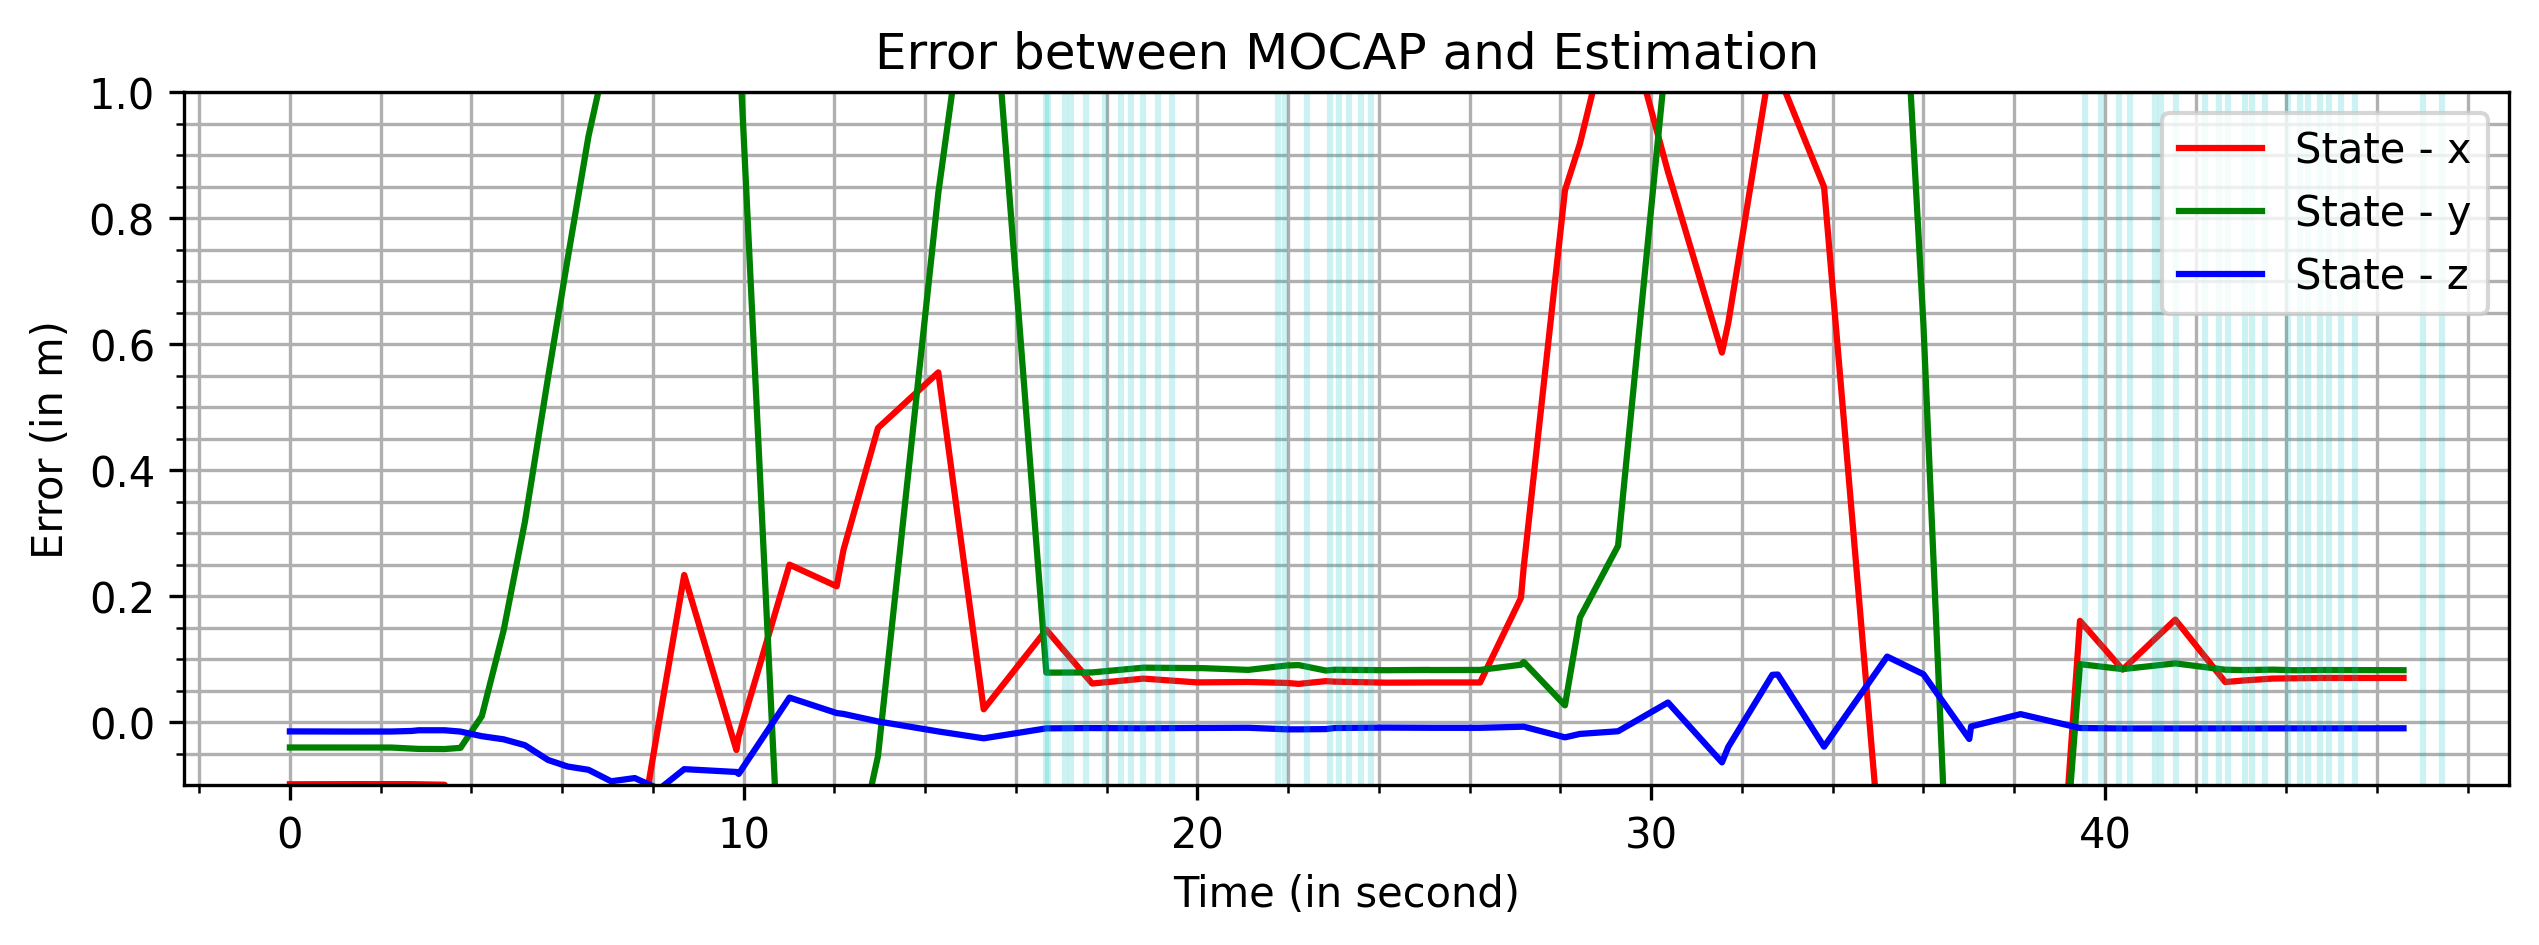 Error between MOCAP and Estimation
1.0
0.8
0.6
0.4
0.2
0.0
Error (in m)
State - x
State - y
State - z
0 10 20 30 40
Time (in second)